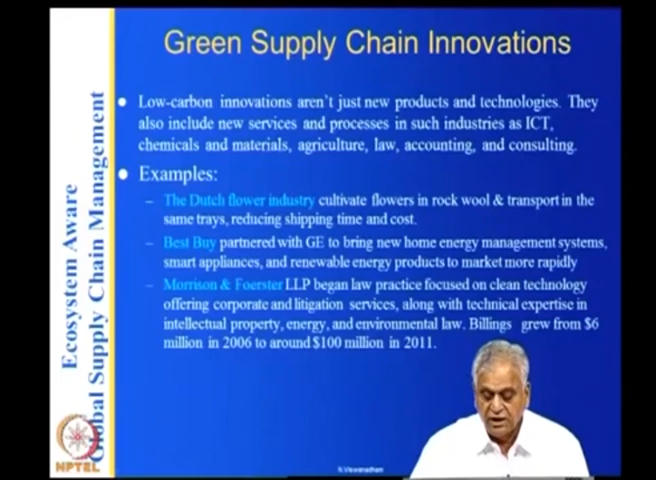 Green Supply Chain Innovations
Low-carbon innovations aren't just new products and technologies. They
also include new services and processes in such industries as ICT,
chemicals and materials, agriculture, law, accounting, and consulting.
Examples:
– The Dutch flower industry cultivate flowers in rock wool & transport in the
same trays, reducing shipping time and cost.
– Best Buy partnered with GE to bring new home energy management systems,
smart appliances, and renewable energy products to market more rapidly
– Morrison & Foerster LLP began law practice focused on clean technology
offering corporate and litigation services, along with technical expertise in
intellectual property, energy, and environmental law. Billings grew from $6
million in 2006 to around $100 million in 2011.
Ecosystem Aware
Global Supply Chain Management
NPTEL
N.Viswanadham